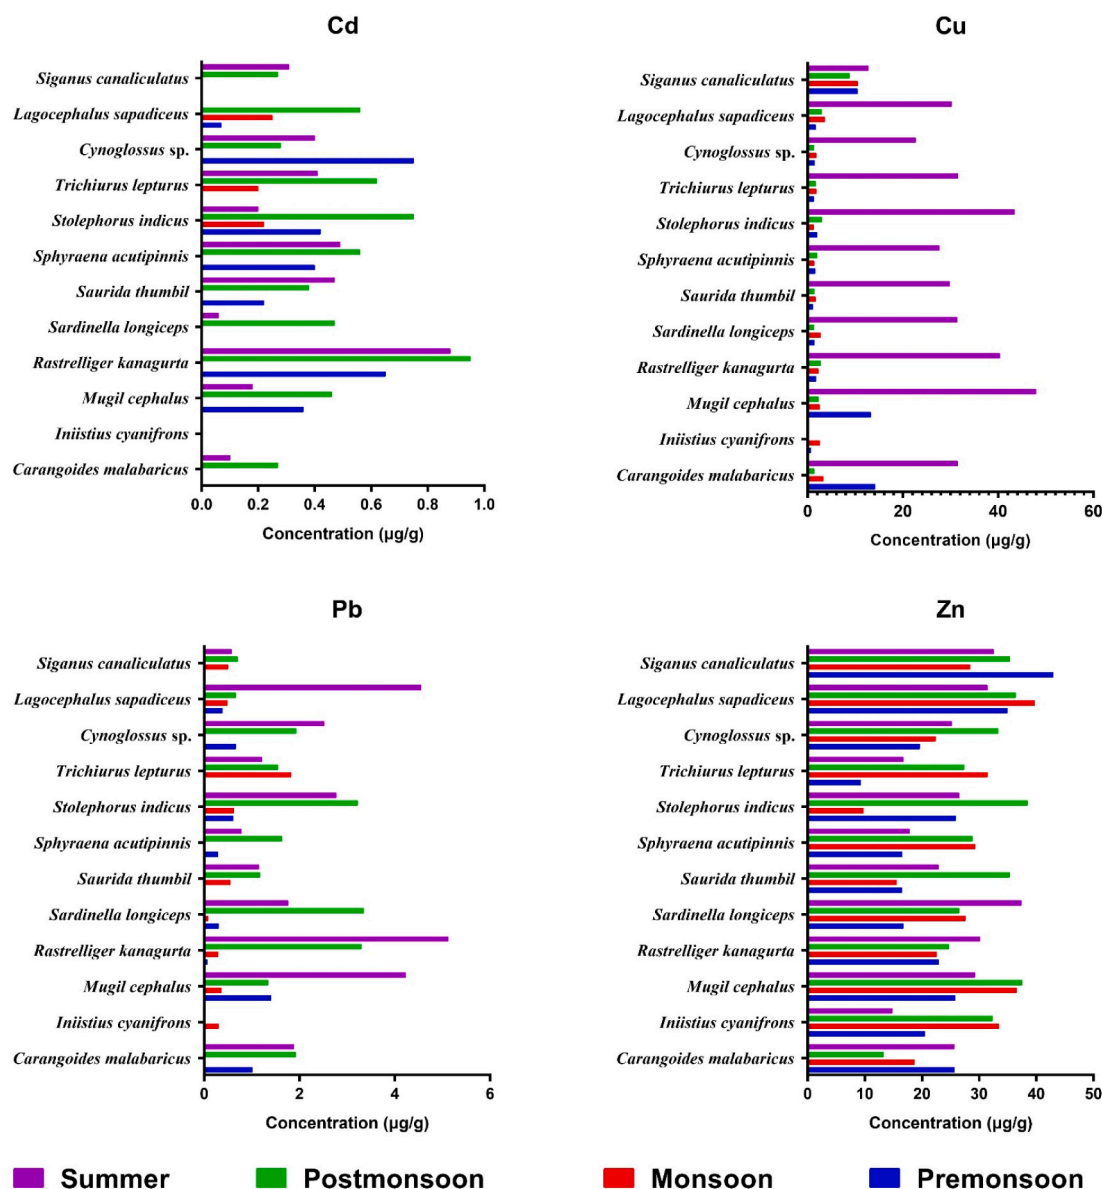 Cd
Siganus canaliculatus
Lagocephalus sapadiceus
Cynoglossus sp.
Trichiurus lepturus
Stolephorus indicus
Sphyraena acutipinnis
Saurida thumbil
Sardinella longiceps
Rastrelliger kanagurta
Mugil cephalus
Iniistius cyanifrons
Carangoides malabaricus
0.0 0.2 0.4 0.6 0.8 1.0
Concentration (µg/g)
Cu
Siganus canaliculatus
Lagocephalus sapadiceus
Cynoglossus sp.
Trichiurus lepturus
Stolephorus indicus
Sphyraena acutipinnis
Saurida thumbil
Sardinella longiceps
Rastrelliger kanagurta
Mugil cephalus
Iniistius cyanifrons
Carangoides malabaricus
0 20 40 60
Concentration (µg/g)
Pb
Siganus canaliculatus
Lagocephalus sapadiceus
Cynoglossus sp.
Trichiurus lepturus
Stolephorus indicus
Sphyraena acutipinnis
Saurida thumbil
Sardinella longiceps
Rastrelliger kanagurta
Mugil cephalus
Iniistius cyanifrons
Carangoides malabaricus
0 2 4 6
Concentration (µg/g)
Zn
Siganus canaliculatus
Lagocephalus sapadiceus
Cynoglossus sp.
Trichiurus lepturus
Stolephorus indicus
Sphyraena acutipinnis
Saurida thumbil
Sardinella longiceps
Rastrelliger kanagurta
Mugil cephalus
Iniistius cyanifrons
Carangoides malabaricus
0 10 20 30 40 50
Concentration (µg/g)
Summer Postmonsoon Monsoon Premonsoon